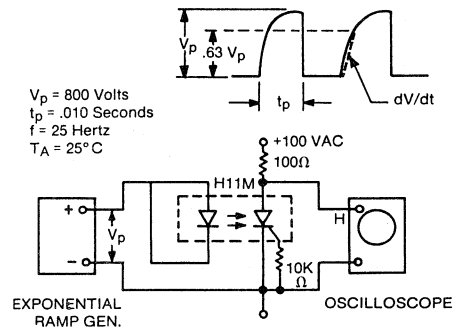 Vp
.63 Vp
tp
dV/dt
Vp = 800 Volts
tp = .010 Seconds
f = 25 Hertz
TA = 25°C
+100 VAC
100Ω
H11M
+
Vp
−
H
10K
Ω
EXPONENTIAL
RAMP GEN.
OSCILLOSCOPE